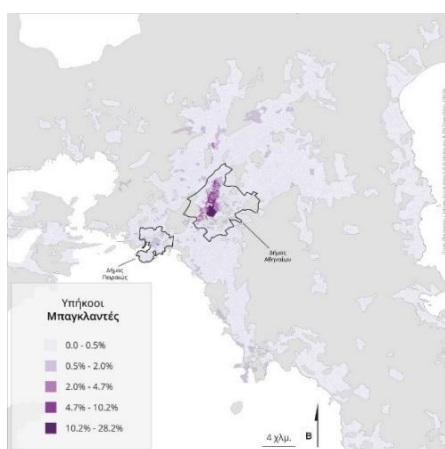 Δήμος
Αθηναίων
Δήμος
Πειραιώς
Υπήκοοι
Μπαγκλαντές
0.0 - 0.5%
0.5% - 2.0%
2.0% - 4.7%
4.7% - 10.2%
10.2% - 28.2%
4 χλμ.
Β